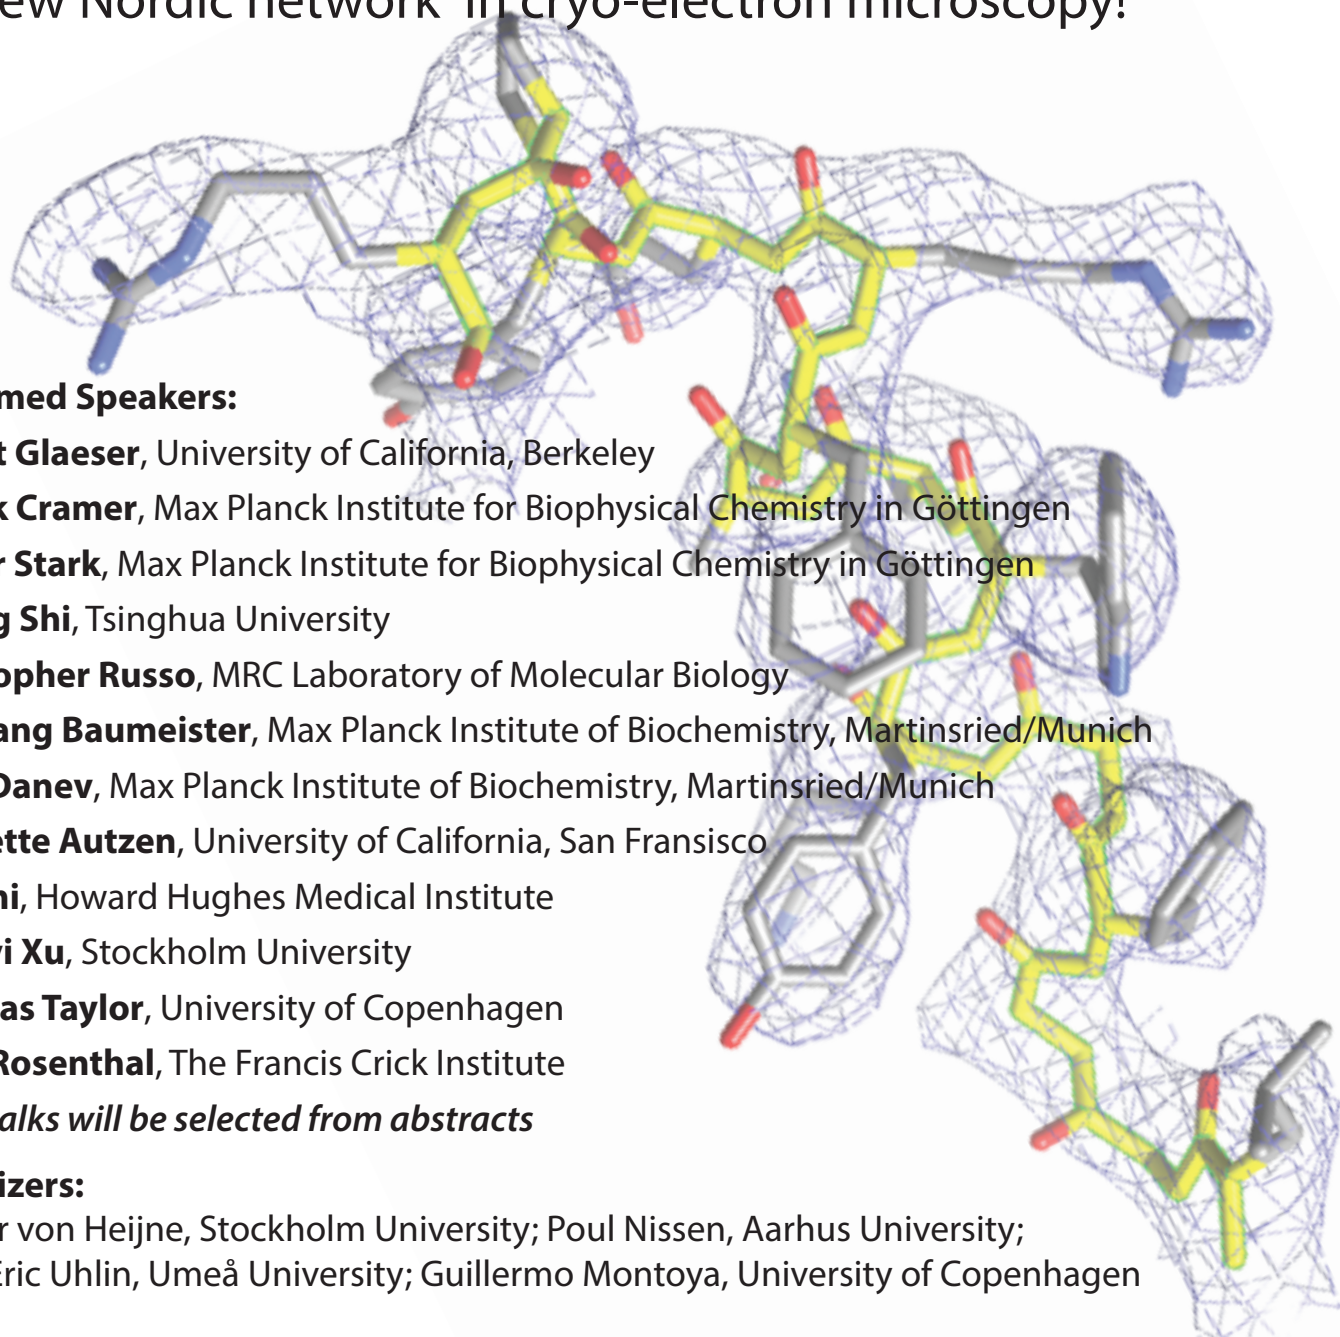 ew Nordic network in cryo-electron microscopy!
med Speakers:
t Glaeser, University of California, Berkeley
k Cramer, Max Planck Institute for Biophysical Chemistry in Göttingen
r Stark, Max Planck Institute for Biophysical Chemistry in Göttingen
g Shi, Tsinghua University
opher Russo, MRC Laboratory of Molecular Biology
ang Baumeister, Max Planck Institute of Biochemistry, Martinsried/Munich
Danev, Max Planck Institute of Biochemistry, Martinsried/Munich
ette Autzen, University of California, San Fransisco
ni, Howard Hughes Medical Institute
yi Xu, Stockholm University
as Taylor, University of Copenhagen
Rosenthal, The Francis Crick Institute
alks will be selected from abstracts
izers:
r von Heijne, Stockholm University; Poul Nissen, Aarhus University;
Eric Uhlin, Umeå University; Guillermo Montoya, University of Copenhagen